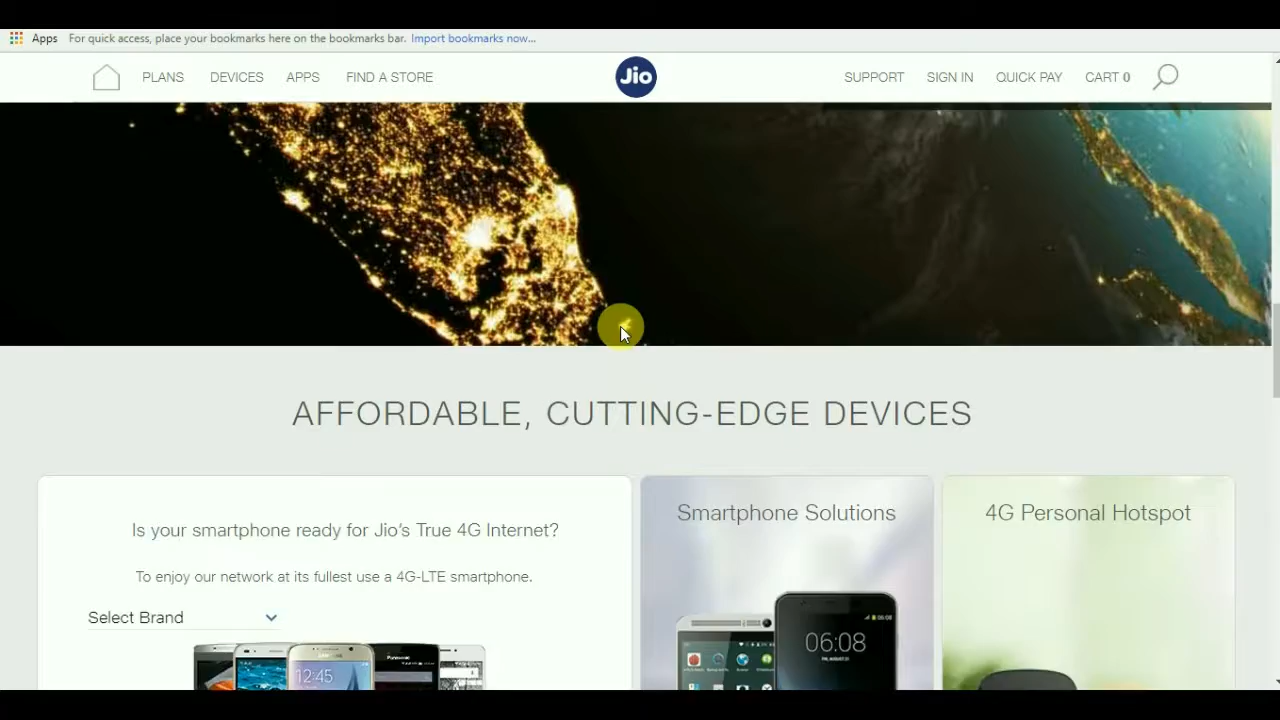 Apps For quick access, place your bookmarks here on the bookmarks bar. Import bookmarks now...
PLANS DEVICES APPS FIND A STORE Jio SUPPORT SIGN IN QUICK PAY CART 0
AFFORDABLE, CUTTING-EDGE DEVICES
Is your smartphone ready for Jio's True 4G Internet?
To enjoy our network at its fullest use a 4G-LTE smartphone.
Select Brand
12:45
Panasonic
Smartphone Solutions
06:08
06:08
4G Personal Hotspot